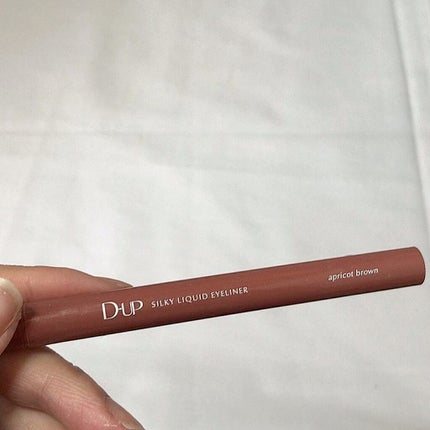 D-UP SILKY LIQUID EYELINER apricot brown